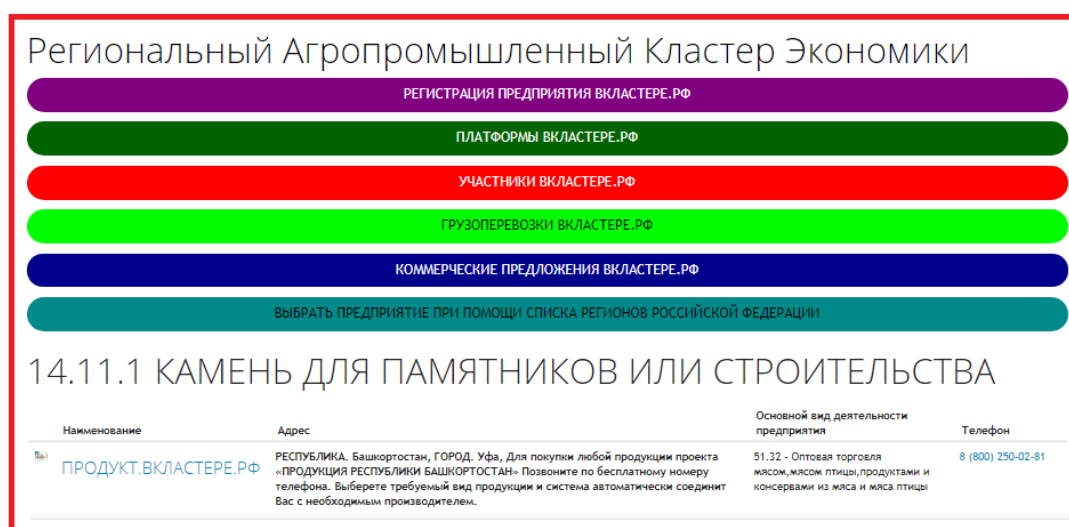 Региональный Агропромышленный Кластер Экономики
РЕГИСТРАЦИЯ ПРЕДПРИЯТИЯ ВКЛАСТЕРЕ.РФ
ПЛАТФОРМЫ ВКЛАСТЕРЕ.РФ
УЧАСТНИКИ ВКЛАСТЕРЕ.РФ
ГРУЗОПЕРЕВОЗКИ ВКЛАСТЕРЕ.РФ
КОММЕРЧЕСКИЕ ПРЕДЛОЖЕНИЯ ВКЛАСТЕРЕ.РФ
ВЫБРАТЬ ПРЕДПРИЯТИЕ ПРИ ПОМОЩИ СПИСКА РЕГИОНОВ РОССИЙСКОЙ ФЕДЕРАЦИИ
14.11.1 КАМЕНЬ ДЛЯ ПАМЯТНИКОВ ИЛИ СТРОИТЕЛЬСТВА
Наименование
Адрес
Основной вид деятельности
предприятия
Телефон
ПРОДУКТ.ВКЛАСТЕРЕ.РФ
РЕСПУБЛИКА. Башкортостан, ГОРОД. Уфа, Для покупки любой продукции проекта
«ПРОДУКЦИЯ РЕСПУБЛИКИ БАШКОРТОСТАН» Позвоните по бесплатному номеру
телефона. Выберете требуемый вид продукции и система автоматически соединит
Вас с необходимым производителем.
51.32 - Оптовая торговля
мясом,мясом птицы,продуктами и
консервами из мяса и мяса птицы
8 (800) 250-02-81